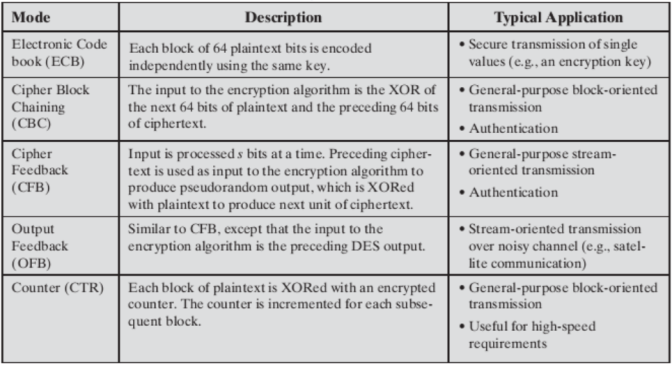 Mode
Description
Typical Application
Electronic Code
book (ECB)
Each block of 64 plaintext bits is encoded
independently using the same key.
• Secure transmission of single
values (e.g., an encryption key)
Cipher Block
Chaining
(CBC)
The input to the encryption algorithm is the XOR of
the next 64 bits of plaintext and the preceding 64 bits
of ciphertext.
• General-purpose block-oriented
transmission
• Authentication
Cipher
Feedback
(CFB)
Input is processed s bits at a time. Preceding cipher-
text is used as input to the encryption algorithm to
produce pseudorandom output, which is XORed
with plaintext to produce next unit of ciphertext.
• General-purpose stream-
oriented transmission
• Authentication
Output
Feedback
(OFB)
Similar to CFB, except that the input to the
encryption algorithm is the preceding DES output.
• Stream-oriented transmission
over noisy channel (e.g., satel-
lite communication)
Counter (CTR)
Each block of plaintext is XORed with an encrypted
counter. The counter is incremented for each subse-
quent block.
• General-purpose block-oriented
transmission
• Useful for high-speed
requirements